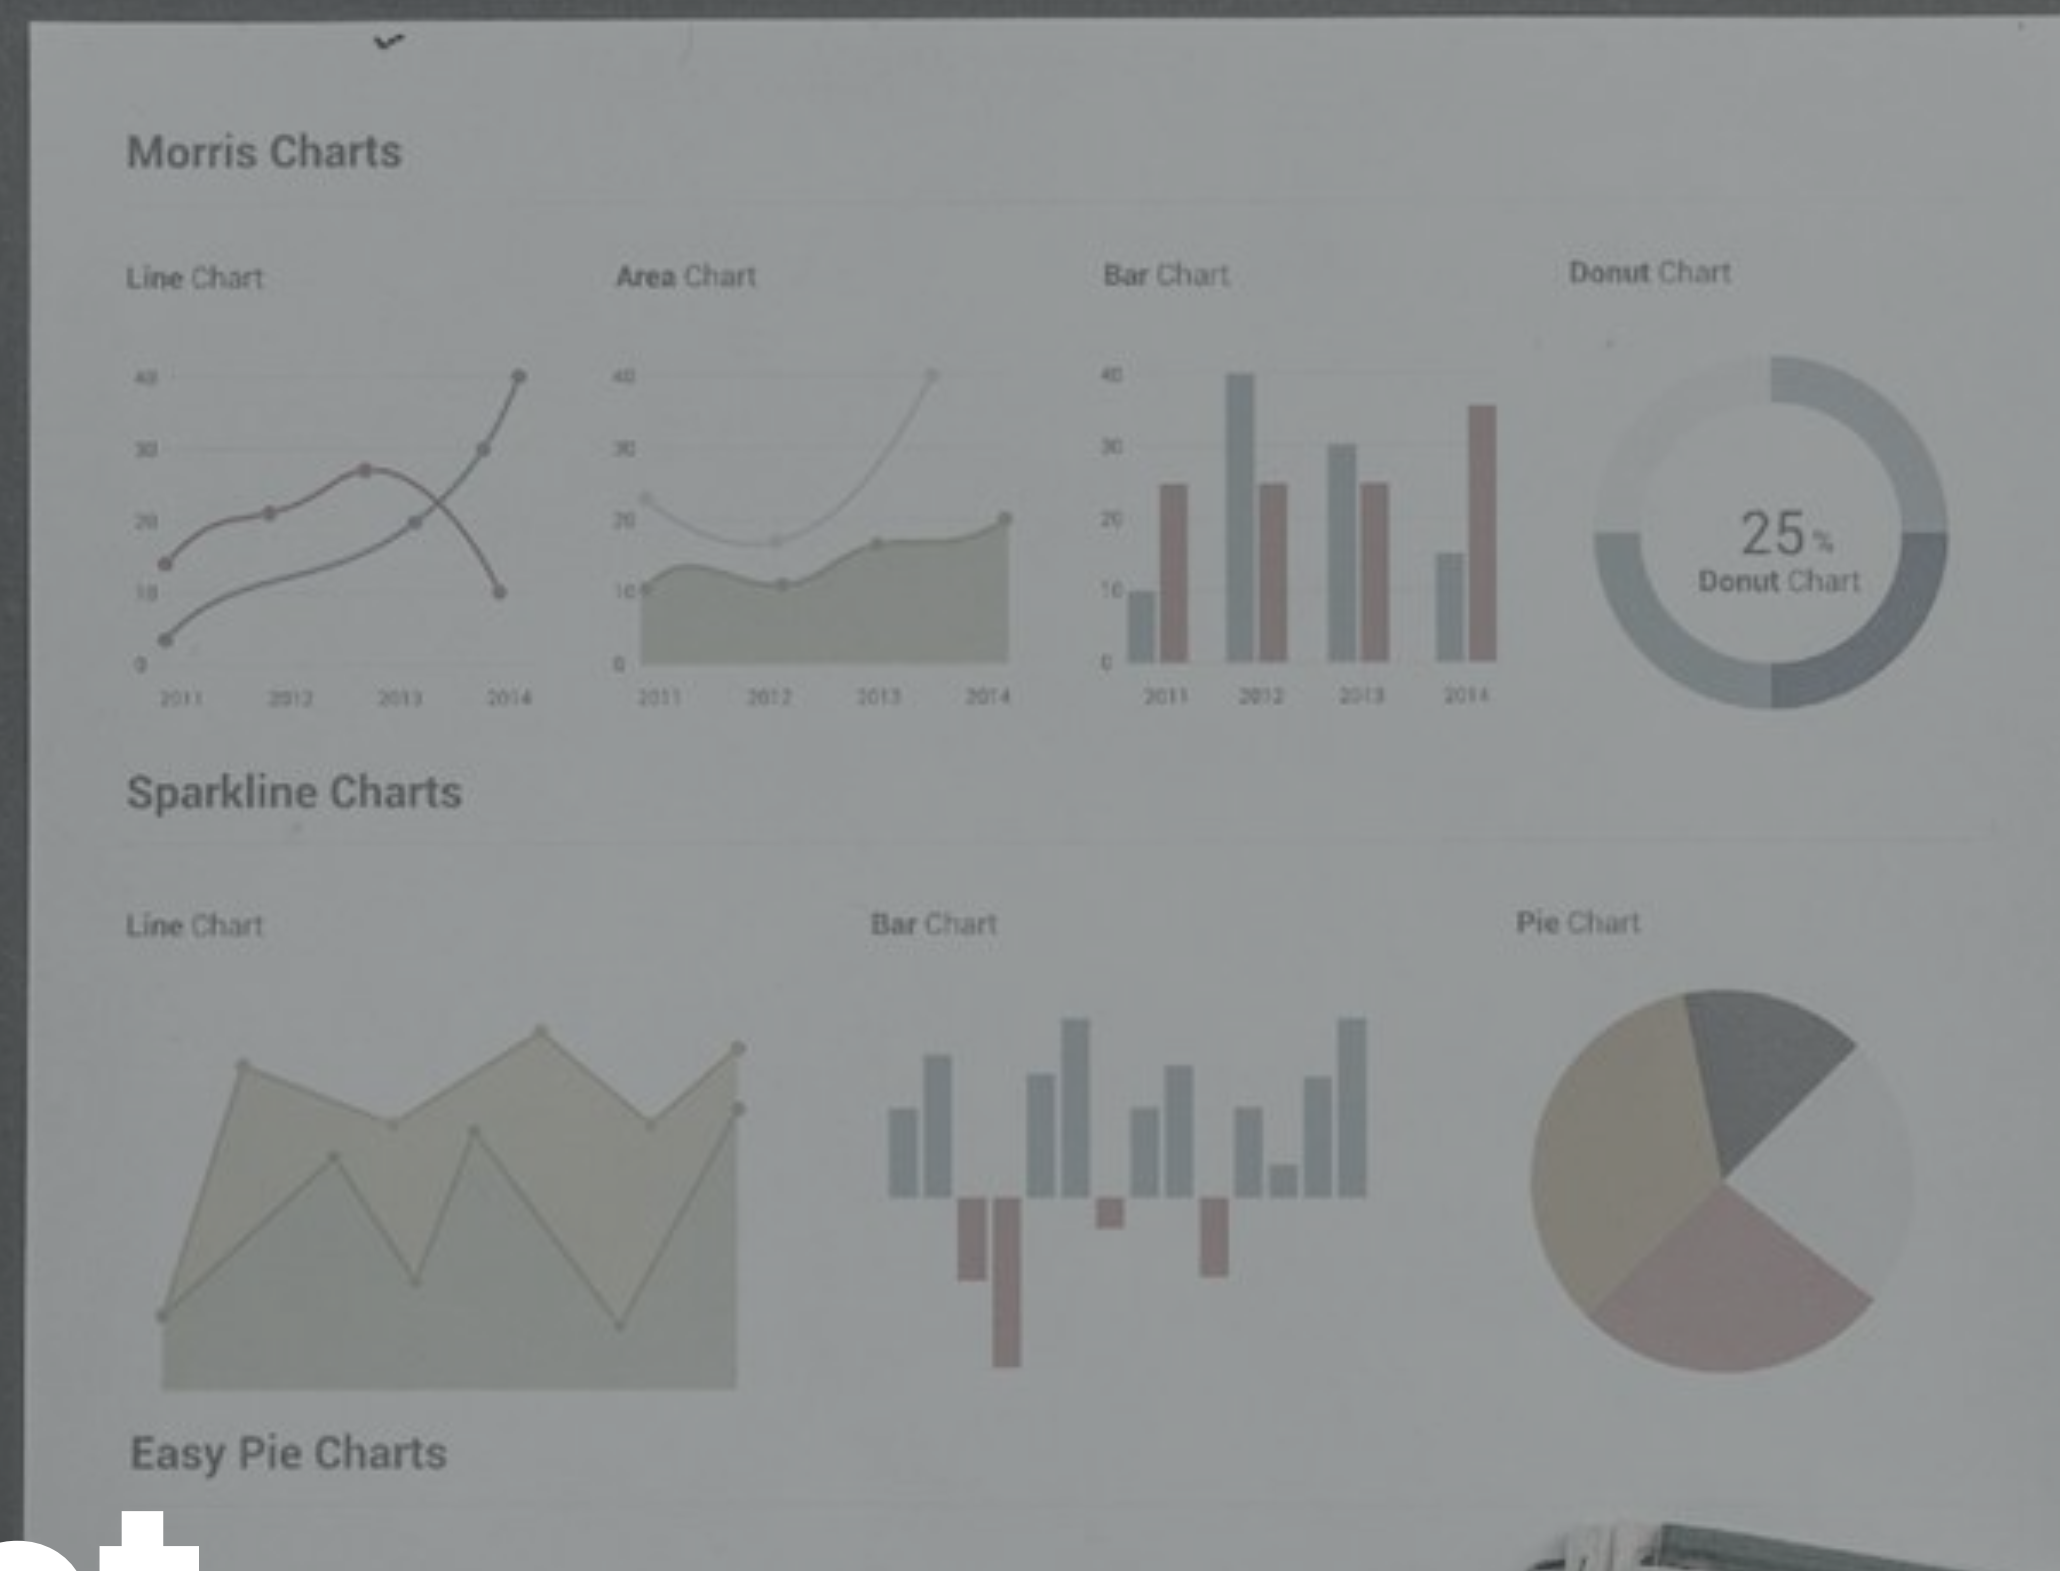 Morris Charts
Line Chart
Area Chart
Bar Chart
Donut Chart
40
30
20
10
0
2011 2012 2013 2014
40
30
20
10
0
2011 2012 2013 2014
40
30
20
10
0
2011 2012 2013 2014
25%
Donut Chart
Sparkline Charts
Line Chart
Bar Chart
Pie Chart
Easy Pie Charts